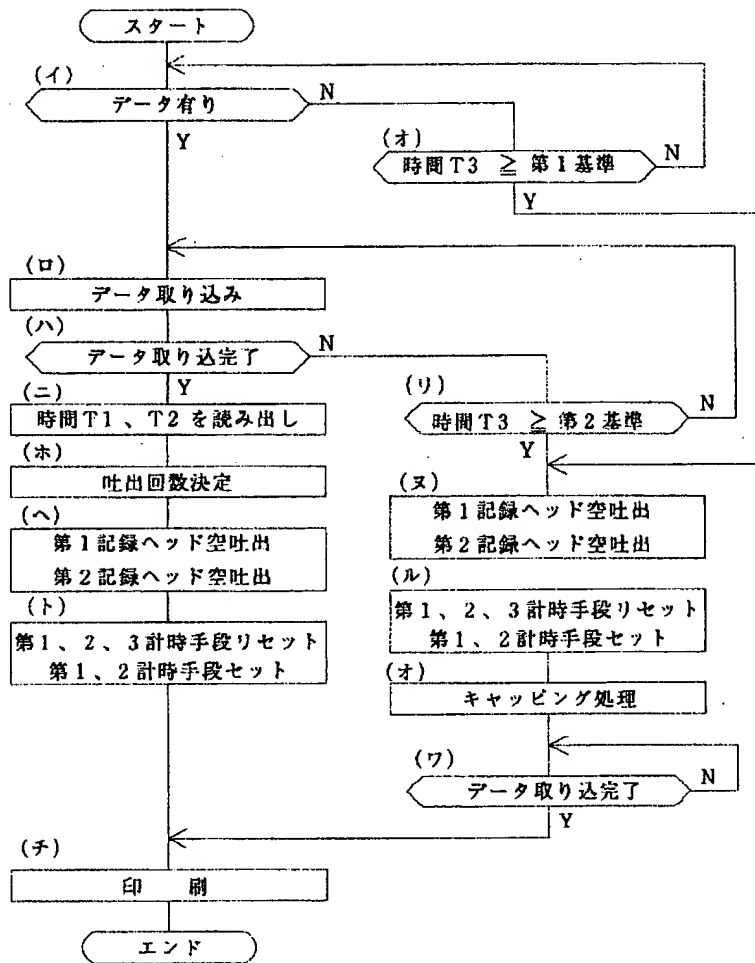 スタート
(イ)
データ有り
N
Y
(オ)
時間T3 ≧ 第1基準
N
Y
(ロ)
データ取り込み
(ハ)
データ取り込完了
N
Y
(ニ)
時間T1、T2を読み出し
(リ)
時間T3 ≧ 第2基準
N
Y
(ホ)
吐出回数決定
(ヘ)
第1記録ヘッド空吐出
第2記録ヘッド空吐出
(ヌ)
第1記録ヘッド空吐出
第2記録ヘッド空吐出
(ト)
第1、2、3計時手段リセット
第1、2計時手段セット
(ル)
第1、2、3計時手段リセット
第1、2計時手段セット
(オ)
キャッピング処理
(ワ)
データ取り込完了
N
Y
(チ)
印 刷
エンド